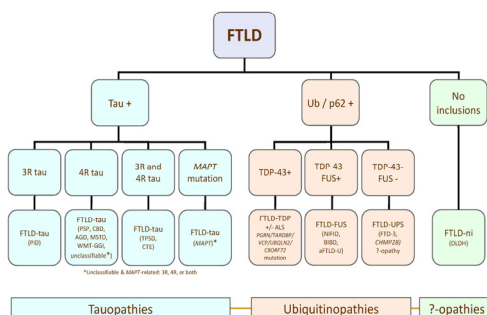 FTLD
Tau +
Ub / p62 +
No
inclusions
3R tau
4R tau
3R and
4R tau
MAPT
mutation
TDP-43+
TDP-43-
FUS+
TDP-43-
FUS -
FTLD-tau
(PiD)
FTLD-tau
(PSP, CBD,
AGD, MSTD,
WMT-GGI,
unclassifiable*)
FTLD-tau
(TPSD,
CTE)
FTLD-tau
(MAPT)*
FTLD-TDP
+/- ALS
PGRN/TARDBP/
VCP/UBQLN2/
C9ORF72
mutation
FTLD-FUS
(NIFID,
BIBD,
aFTLD-U)
FTLD-UPS
(FTD-3,
CHMP2B)
?-opathy
FTLD-ni
(DLDH)
*Unclassifiable & MAPT-related: 3R, 4R, or both
Tauopathies
Ubiquitinopathies
?-opathies